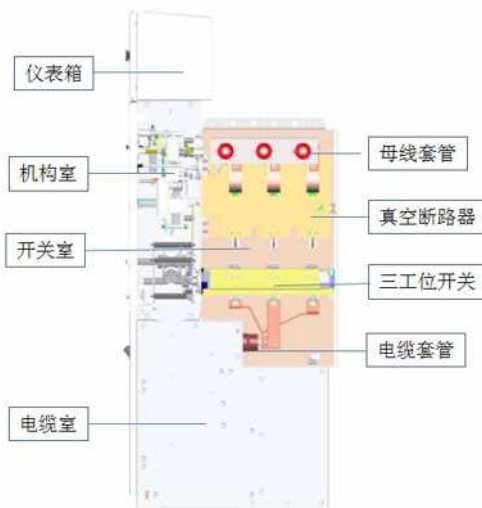 仪表箱
机构室
母线套管
真空断路器
开关室
三工位开关
电缆套管
电缆室